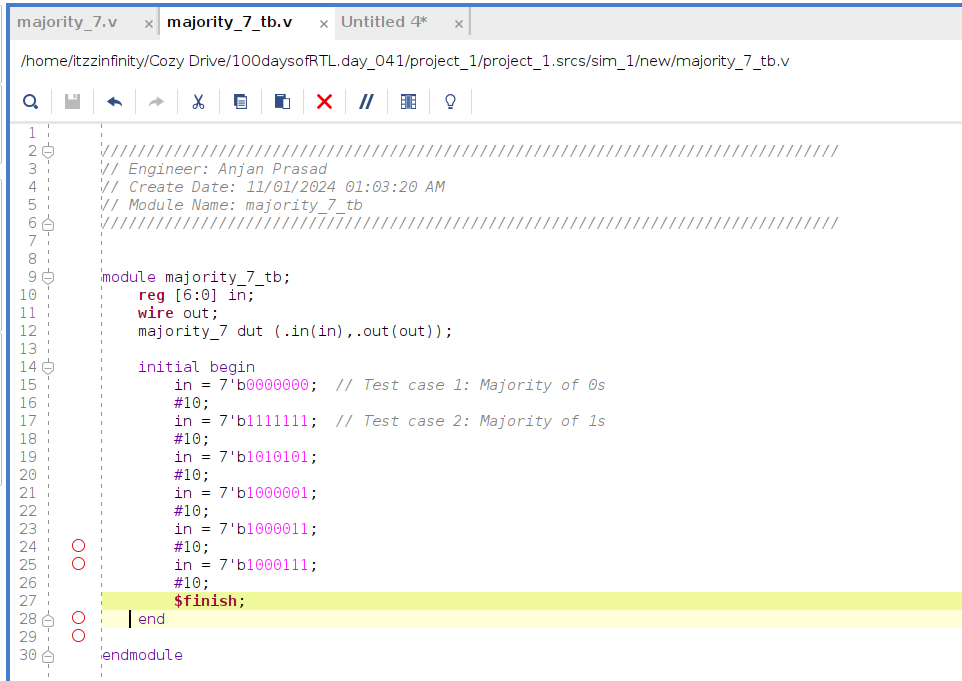 majority_7.v × majority_7_tb.v × Untitled 4* ×
/home/itzzinfinity/Cozy Drive/100daysofRTL.day_041/project_1/project_1.srcs/sim_1/new/majority_7_tb.v
1
2 //////////////////////////////////////////////////////////////////////////////////
3 // Engineer: Anjan Prasad
4 // Create Date: 11/01/2024 01:03:20 AM
5 // Module Name: majority_7_tb
6 //////////////////////////////////////////////////////////////////////////////////
7
8
9 module majority_7_tb;
10 reg [6:0] in;
11 wire out;
12 majority_7 dut (.in(in),.out(out));
13
14 initial begin
15 in = 7'b0000000; // Test case 1: Majority of 0s
16 #10;
17 in = 7'b1111111; // Test case 2: Majority of 1s
18 #10;
19 in = 7'b1010101;
20 #10;
21 in = 7'b1000001;
22 #10;
23 in = 7'b1000011;
24 #10;
25 in = 7'b1000111;
26 #10;
27 $finish;
28 end
29
30 endmodule